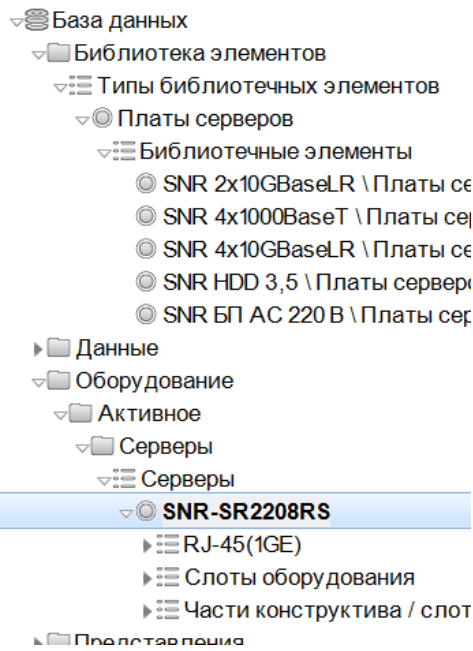 База данных
Библиотека элементов
Типы библиотечных элементов
Платы серверов
Библиотечные элементы
SNR 2x10GBaseLR \ Платы се
SNR 4x1000BaseT \ Платы сер
SNR 4x10GBaseLR \ Платы се
SNR HDD 3,5 \ Платы серверо
SNR БП AC 220 В \ Платы сер
Данные
Оборудование
Активное
Серверы
Серверы
SNR-SR2208RS
RJ-45(1GE)
Слоты оборудования
Части конструктива / слот
Представления